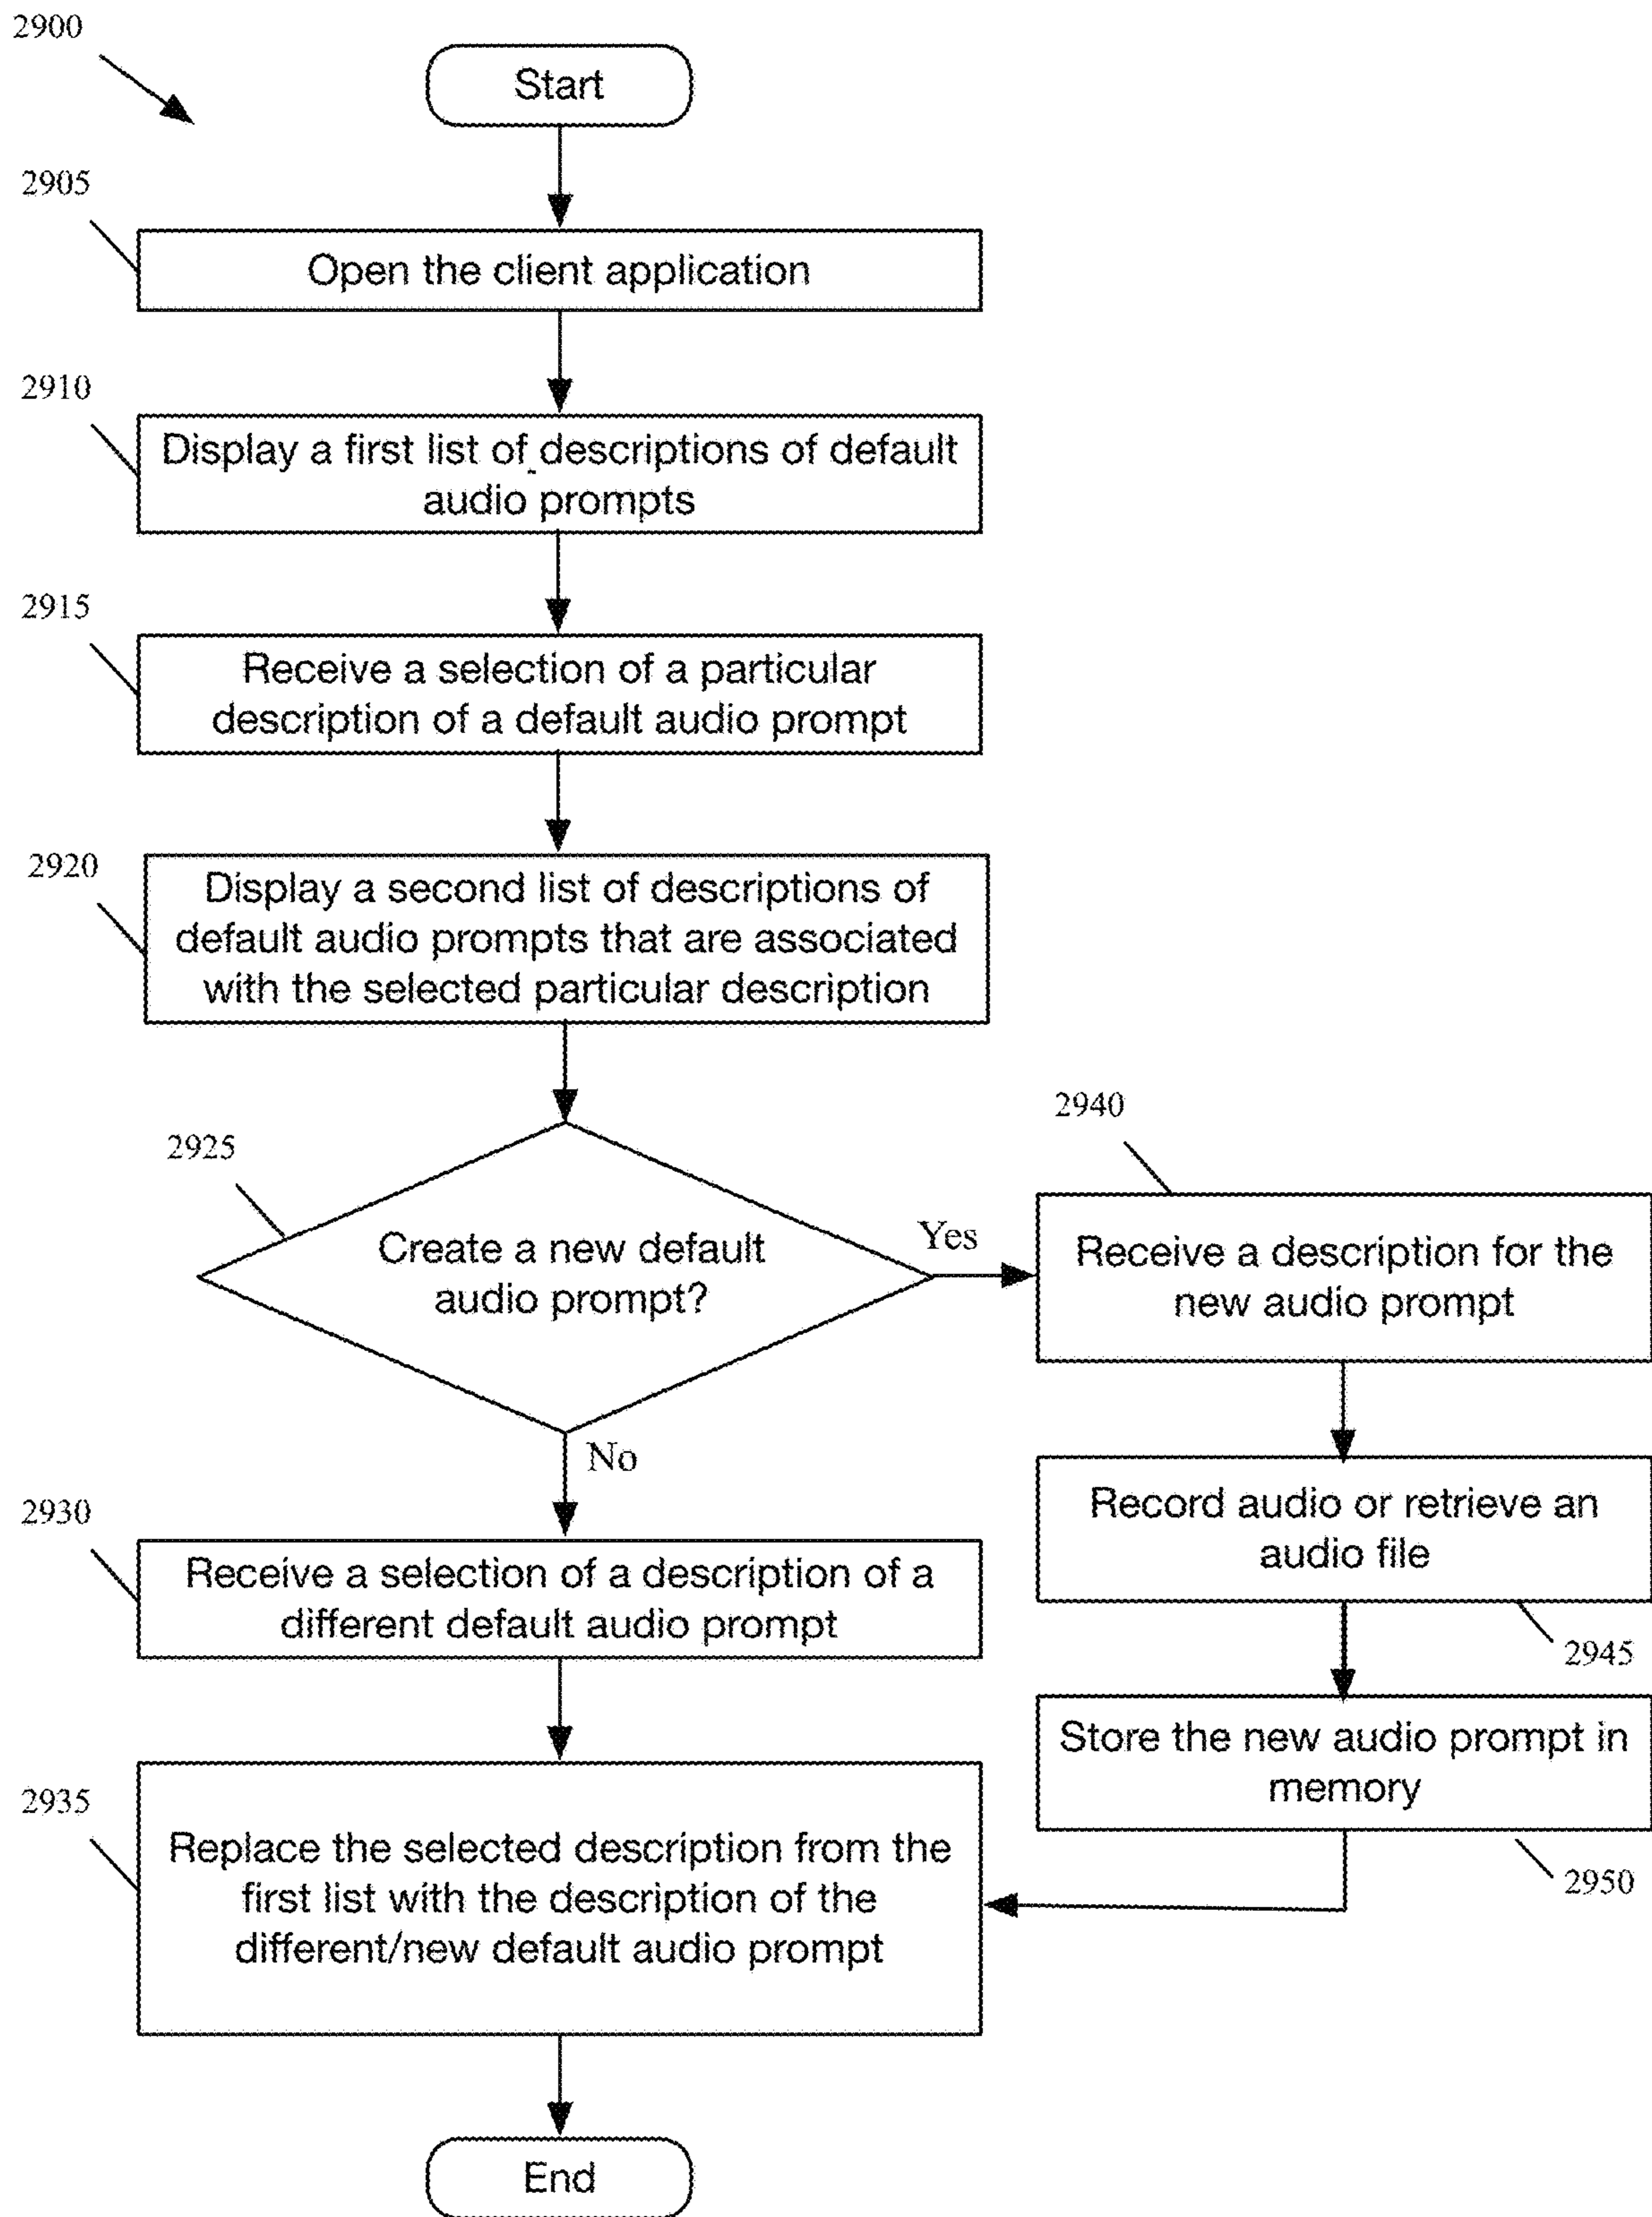 2900
Start
2905
Open the client application
2910
Display a first list of descriptions of default
audio prompts
2915
Receive a selection of a particular
description of a default audio prompt
2920
Display a second list of descriptions of
default audio prompts that are associated
with the selected particular description
2925
Create a new default
audio prompt?
Yes
No
2940
Receive a description for the
new audio prompt
Record audio or retrieve an
audio file
2945
Store the new audio prompt in
memory
2950
2930
Receive a selection of a description of a
different default audio prompt
2935
Replace the selected description from the
first list with the description of the
different/new default audio prompt
End